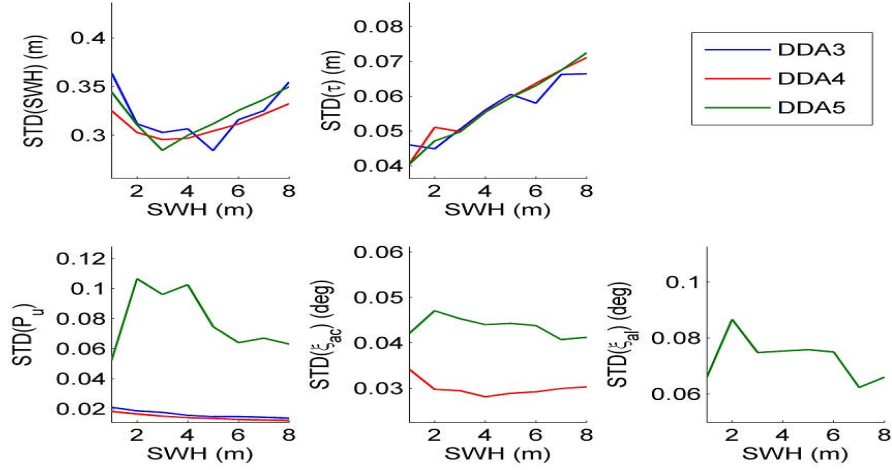 STD(SWH) (m)
0.4
0.35
0.3
2 4 6 8
SWH (m)
STD(τ) (m)
0.08
0.07
0.06
0.05
0.04
2 4 6 8
SWH (m)
DDA3
DDA4
DDA5
STD(Pu)
0.12
0.1
0.08
0.06
0.04
0.02
2 4 6 8
SWH (m)
STD(ξac) (deg)
0.06
0.05
0.04
0.03
2 4 6 8
SWH (m)
STD(ξal) (deg)
0.1
0.08
0.06
2 4 6 8
SWH (m)